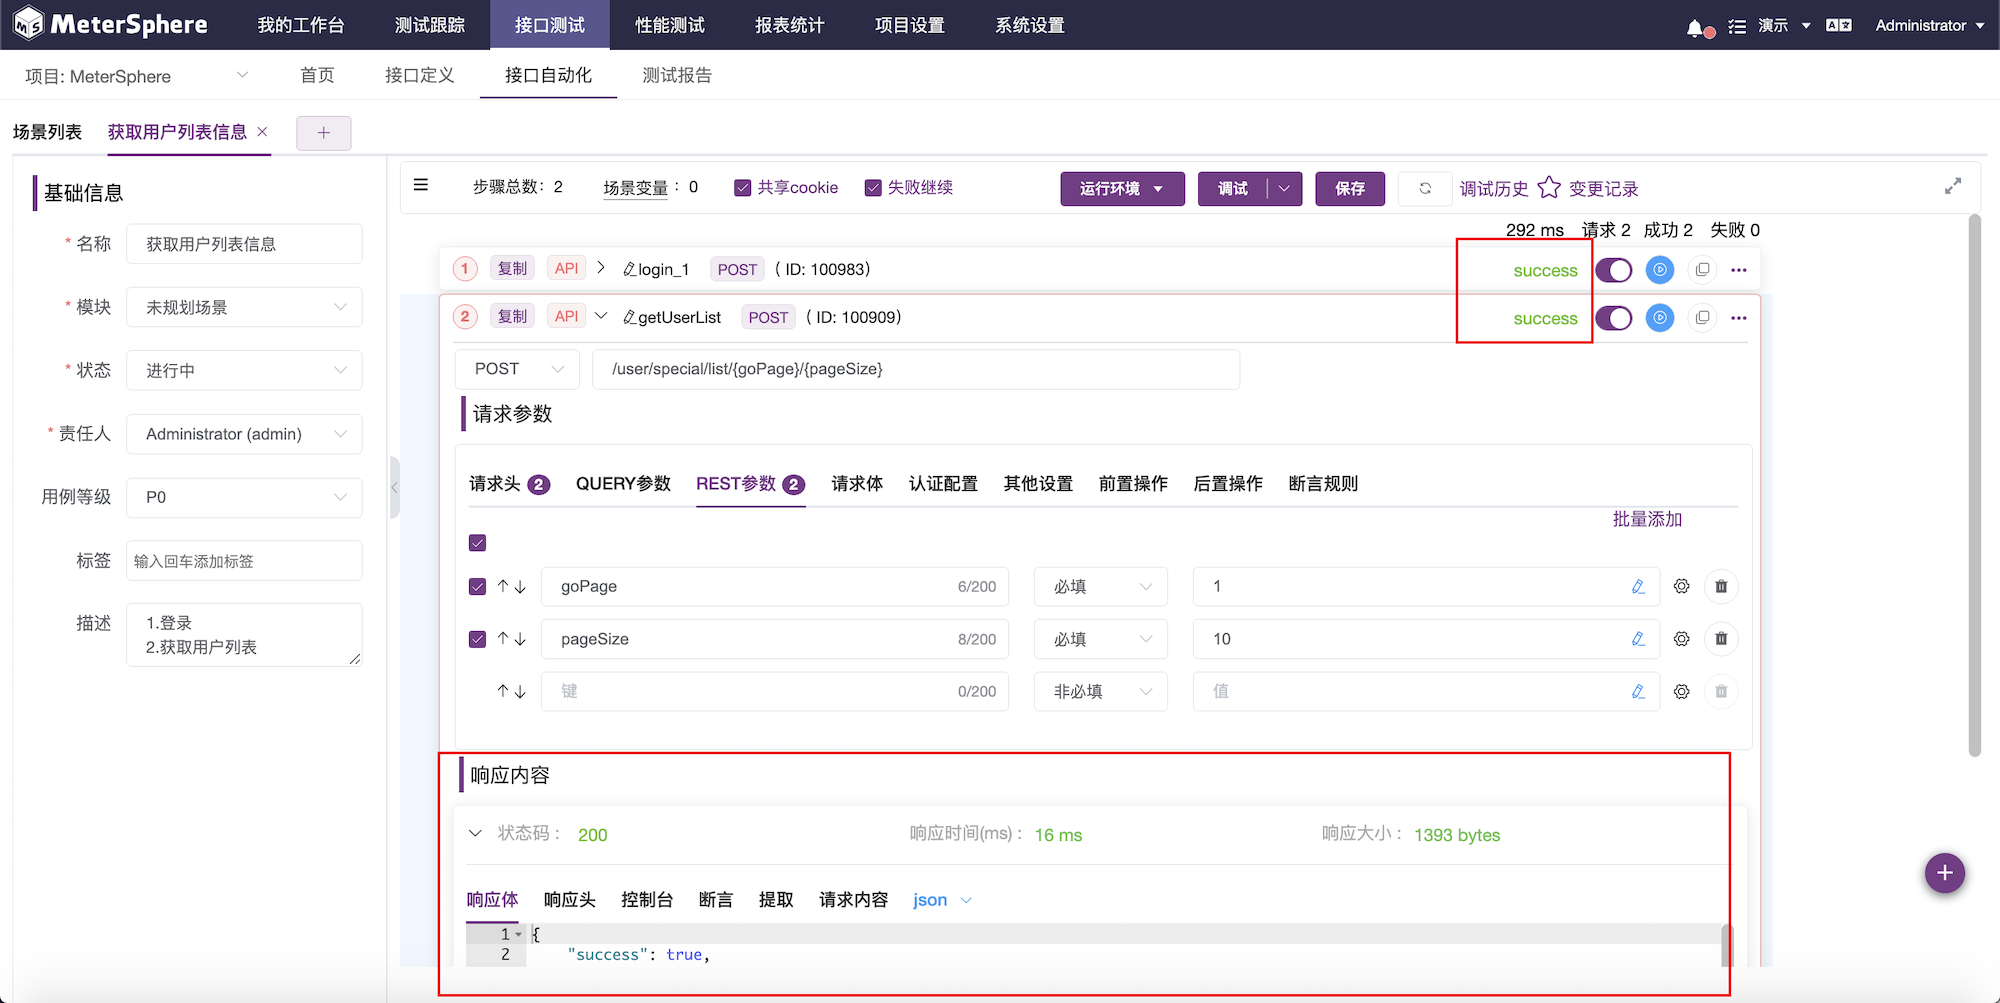 MeterSphere 我的工作台 测试跟踪 接口测试 性能测试 报表统计 项目设置 系统设置 演示 Administrator
项目: MeterSphere 首页 接口定义 接口自动化 测试报告
场景列表 获取用户列表信息 × +
基础信息
* 名称 获取用户列表信息
* 模块 未规划场景
* 状态 进行中
* 责任人 Administrator (admin)
用例等级 P0
标签 输入回车添加标签
描述 1.登录
2.获取用户列表
步骤总数: 2 场景变量 : 0 共享cookie 失败继续 运行环境 调试 保存 调试历史 变更记录
292 ms 请求 2 成功 2 失败 0
1 复制 API login_1 POST ( ID: 100983) success
2 复制 API getUserList POST ( ID: 100909) success
POST /user/special/list/{goPage}/{pageSize}
请求参数
请求头 2 QUERY参数 REST参数 2 请求体 认证配置 其他设置 前置操作 后置操作 断言规则
批量添加
goPage 6/200 必填 1
pageSize 8/200 必填 10
键 0/200 非必填 值
响应内容
状态码 : 200 响应时间(ms) : 16 ms 响应大小 : 1393 bytes
响应体 响应头 控制台 断言 提取 请求内容 json
1 {
2 "success": true,